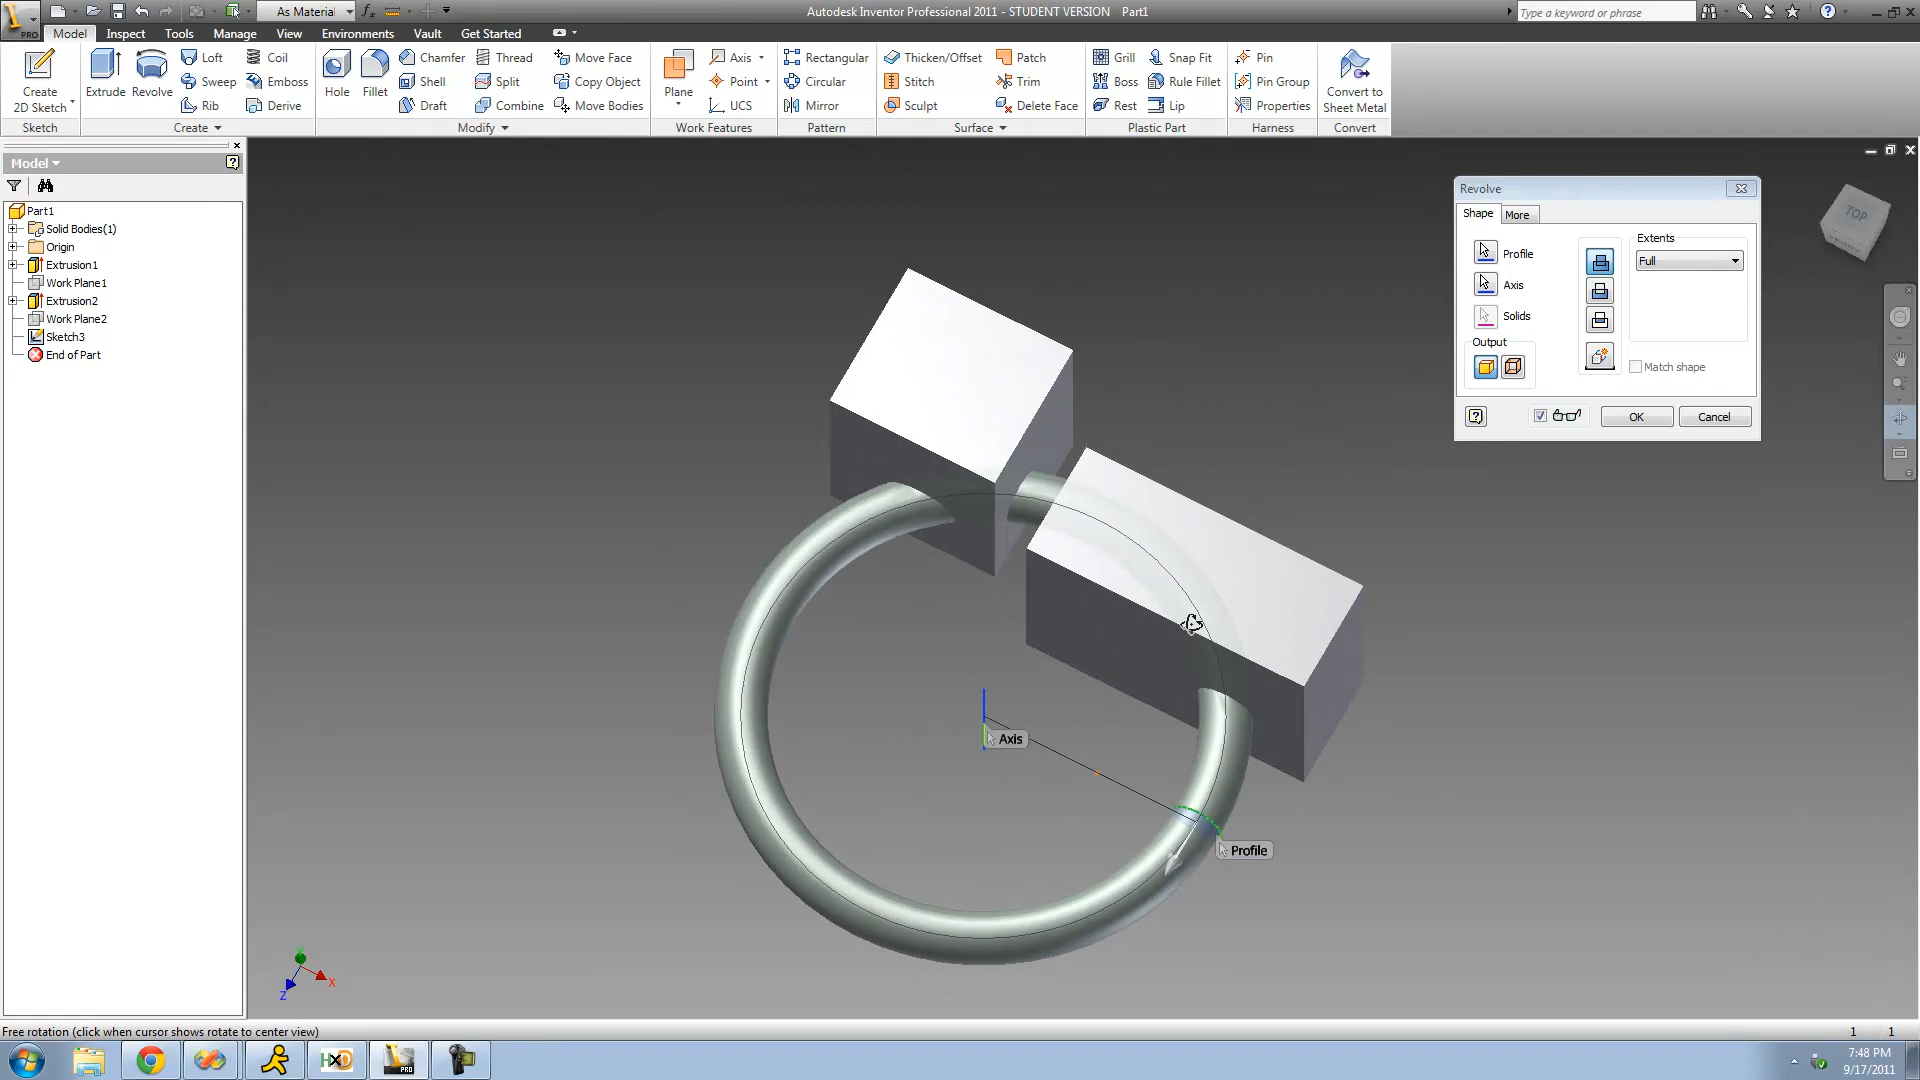 As Material
Autodesk Inventor Professional 2011 - STUDENT VERSION Part1
Type a keyword or phrase
PRO
Model Inspect Tools Manage View Environments Vault Get Started
Create
2D Sketch
Extrude
Revolve
Loft
Sweep
Rib
Coil
Emboss
Derive
Hole
Fillet
Chamfer
Shell
Draft
Thread
Split
Combine
Move Face
Copy Object
Move Bodies
Plane
Axis
Point
UCS
Rectangular
Circular
Mirror
Thicken/Offset
Stitch
Sculpt
Patch
Trim
Delete Face
Grill
Boss
Rest
Snap Fit
Rule Fillet
Lip
Pin
Pin Group
Properties
Convert to
Sheet Metal
Sketch Create Modify Work Features Pattern Surface Plastic Part Harness Convert
Model
Part1
Solid Bodies(1)
Origin
Extrusion1
Work Plane1
Extrusion2
Work Plane2
Sketch3
End of Part
Revolve
Shape More
Profile
Axis
Solids
Output
Extents
Full
Match shape
OK Cancel
TOP
Axis
Profile
Y
X
Z
Free rotation (click when cursor shows rotate to center view)
1 1
HXD
PRO
7:48 PM
9/17/2011